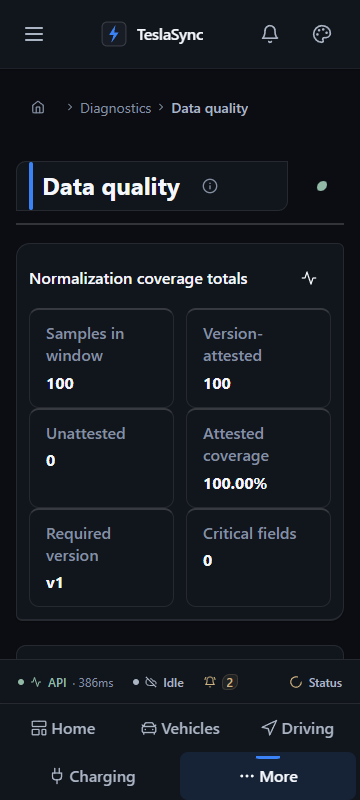 TeslaSync
Diagnostics Data quality
Data quality
Normalization coverage totals
Samples in window
100
Version-attested
100
Unattested
0
Attested coverage
100.00%
Required version
v1
Critical fields
0
API · 386ms Idle 2 Status
Home Vehicles Driving
Charging More